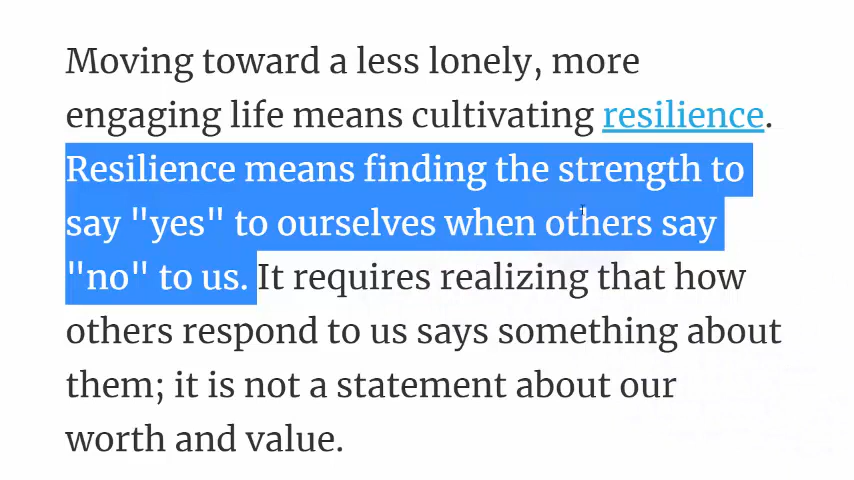 Moving toward a less lonely, more
engaging life means cultivating resilience.
Resilience means finding the strength to
say "yes" to ourselves when others say
"no" to us. It requires realizing that how
others respond to us says something about
them; it is not a statement about our
worth and value.